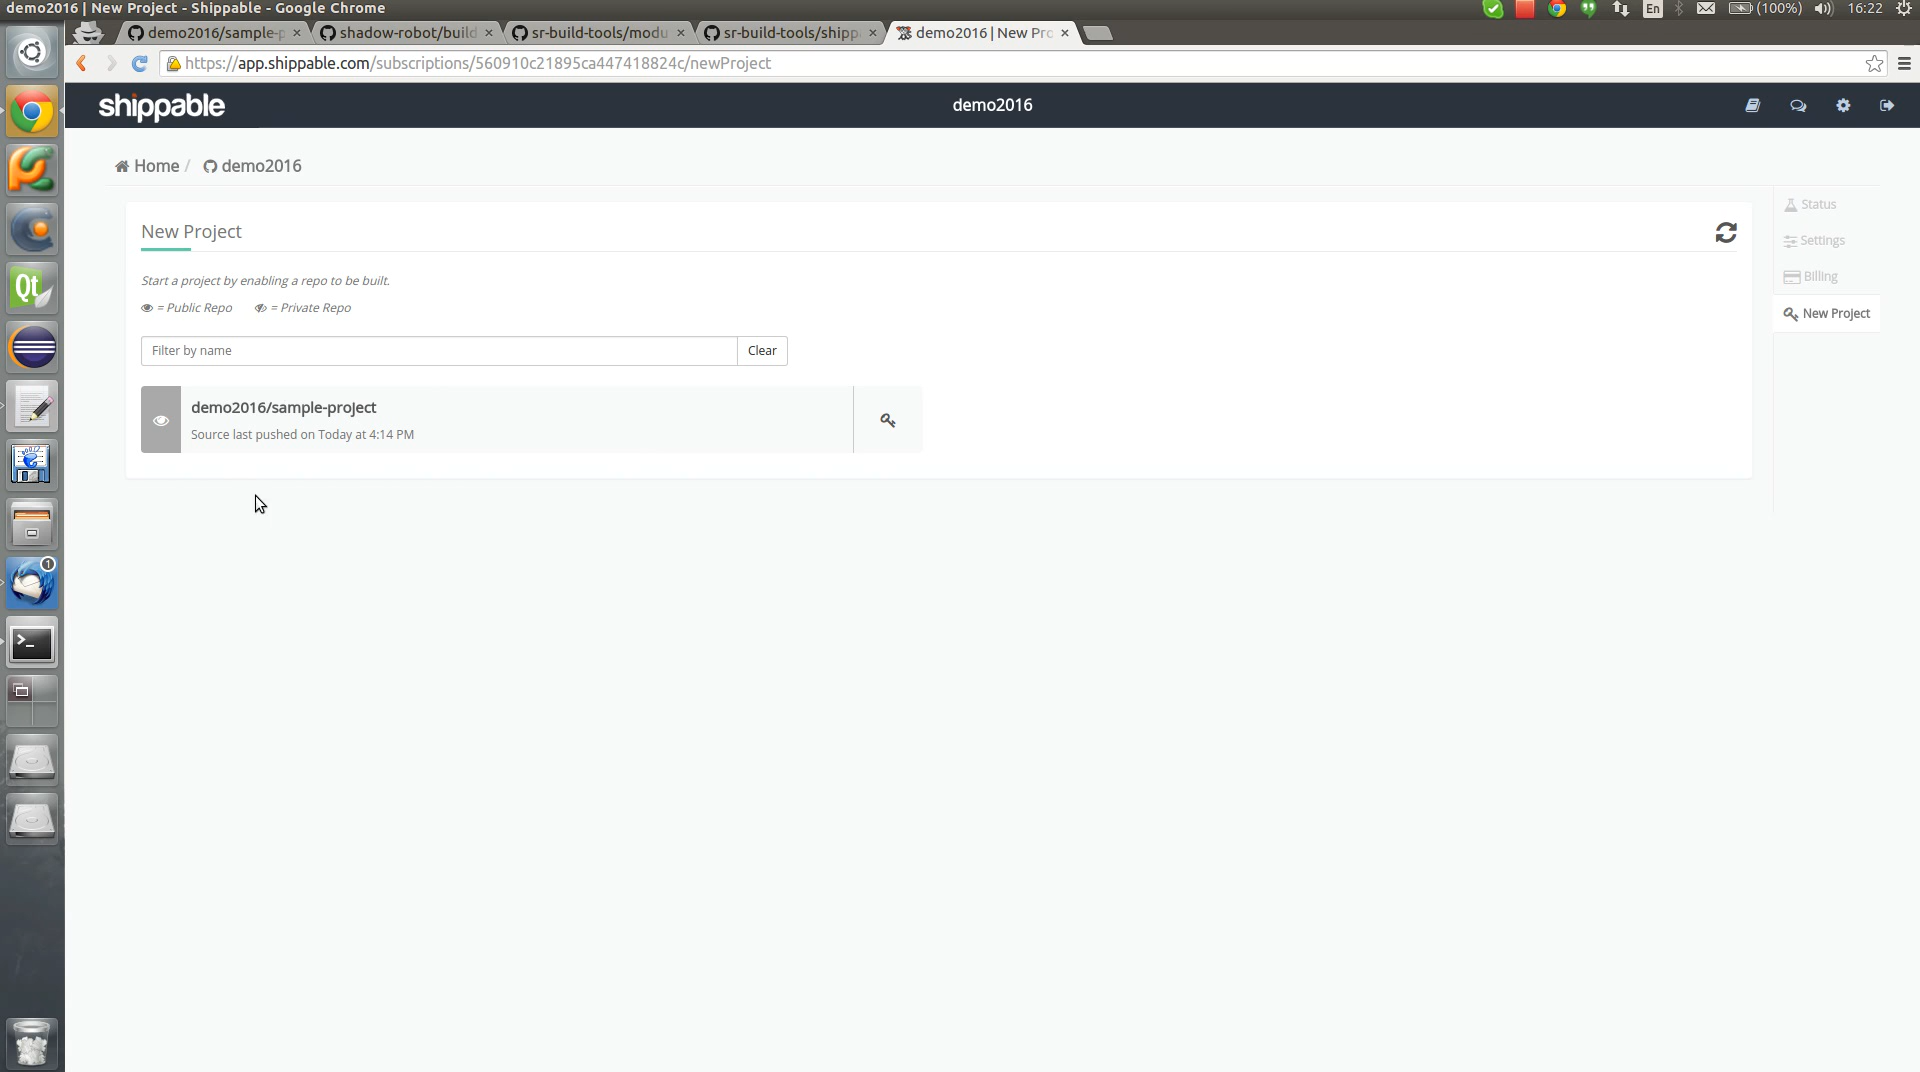 demo2016 | New Project - Shippable - Google Chrome
En
(100%)
16:22
demo2016/sample-p
shadow-robot/build
sr-build-tools/modu
sr-build-tools/shipp
demo2016 | New Pro
https://app.shippable.com/subscriptions/560910c21895ca447418824c/newProject
shippable
demo2016
Home /
demo2016
Status
Settings
Billing
New Project
New Project
Start a project by enabling a repo to be built.
= Public Repo
= Private Repo
Filter by name
Clear
demo2016/sample-project
Source last pushed on Today at 4:14 PM
Qt
1
>_